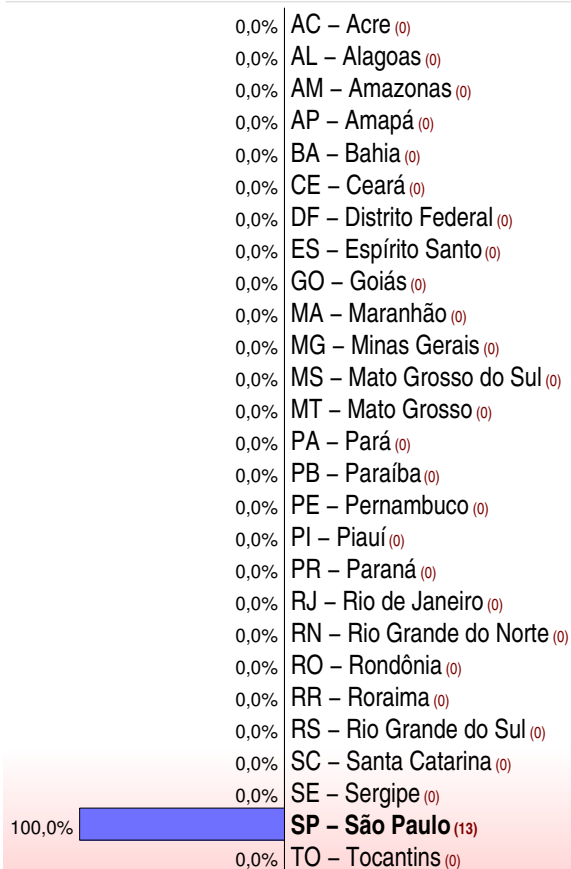 0,0% AC – Acre (0)
0,0% AL – Alagoas (0)
0,0% AM – Amazonas (0)
0,0% AP – Amapá (0)
0,0% BA – Bahia (0)
0,0% CE – Ceará (0)
0,0% DF – Distrito Federal (0)
0,0% ES – Espírito Santo (0)
0,0% GO – Goiás (0)
0,0% MA – Maranhão (0)
0,0% MG – Minas Gerais (0)
0,0% MS – Mato Grosso do Sul (0)
0,0% MT – Mato Grosso (0)
0,0% PA – Pará (0)
0,0% PB – Paraíba (0)
0,0% PE – Pernambuco (0)
0,0% PI – Piauí (0)
0,0% PR – Paraná (0)
0,0% RJ – Rio de Janeiro (0)
0,0% RN – Rio Grande do Norte (0)
0,0% RO – Rondônia (0)
0,0% RR – Roraima (0)
0,0% RS – Rio Grande do Sul (0)
0,0% SC – Santa Catarina (0)
0,0% SE – Sergipe (0)
100,0% SP – São Paulo (13)
0,0% TO – Tocantins (0)